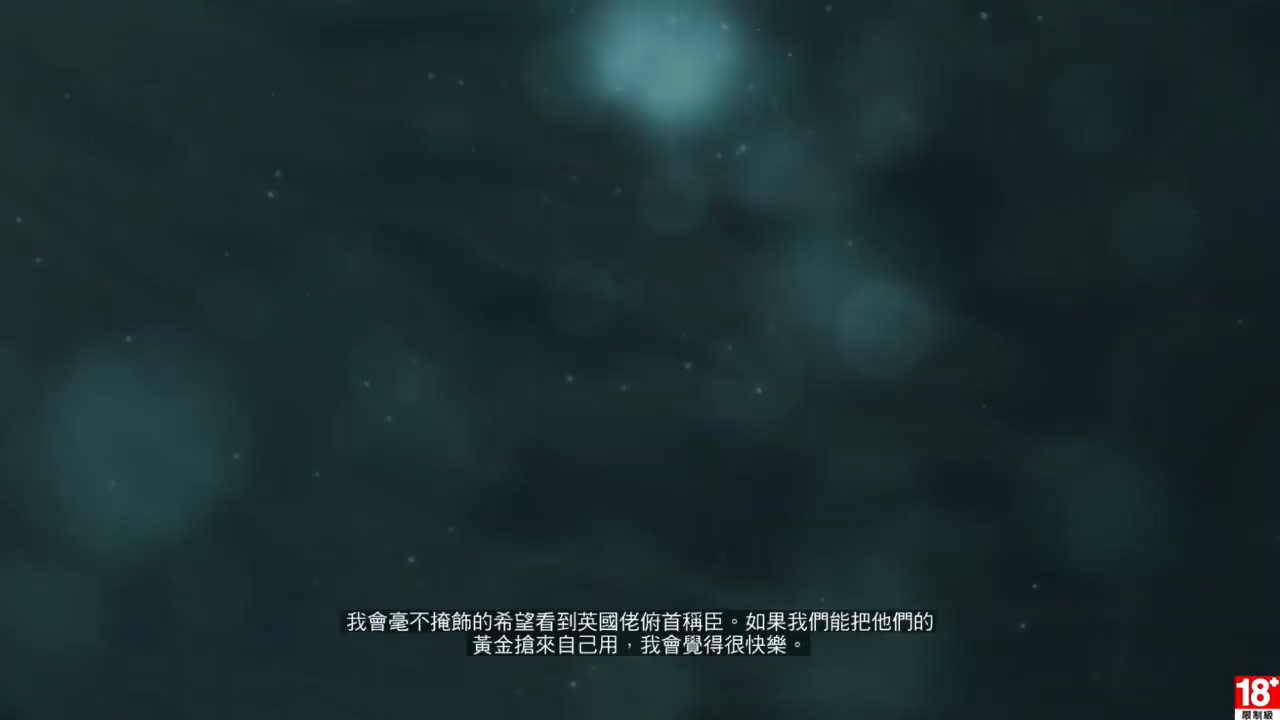 我會毫不掩飾的希望看到英國佬俯首稱臣。如果我們能把他們的
黃金搶來自己用，我會覺得很快樂。
18+
限制級